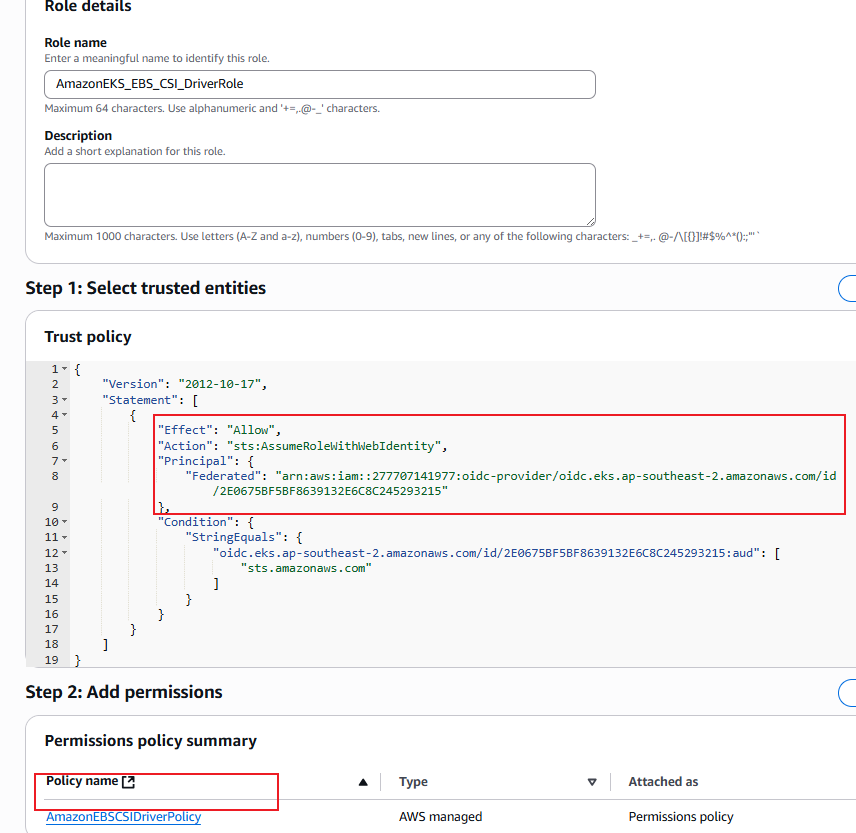 Role details
Role name
Enter a meaningful name to identify this role.
AmazonEKS_EBS_CSI_DriverRole
Maximum 64 characters. Use alphanumeric and '+=,.@-_' characters.
Description
Add a short explanation for this role.
Maximum 1000 characters. Use letters (A-Z and a-z), numbers (0-9), tabs, new lines, or any of the following characters: _+=,. @-/\[{}]!#$%^*();:"'`
Step 1: Select trusted entities
Trust policy
1 {
2 "Version": "2012-10-17",
3 "Statement": [
4 {
5 "Effect": "Allow",
6 "Action": "sts:AssumeRoleWithWebIdentity",
7 "Principal": {
8 "Federated": "arn:aws:iam::277707141977:oidc-provider/oidc.eks.ap-southeast-2.amazonaws.com/id
/2E0675BF5BF8639132E6C8C245293215"
9 },
10 "Condition": {
11 "StringEquals": {
12 "oidc.eks.ap-southeast-2.amazonaws.com/id/2E0675BF5BF8639132E6C8C245293215:aud": [
13 "sts.amazonaws.com"
14 ]
15 }
16 }
17 }
18 ]
19 }
Step 2: Add permissions
Permissions policy summary
Policy name Type Attached as
AmazonEBSCSIDriverPolicy AWS managed Permissions policy